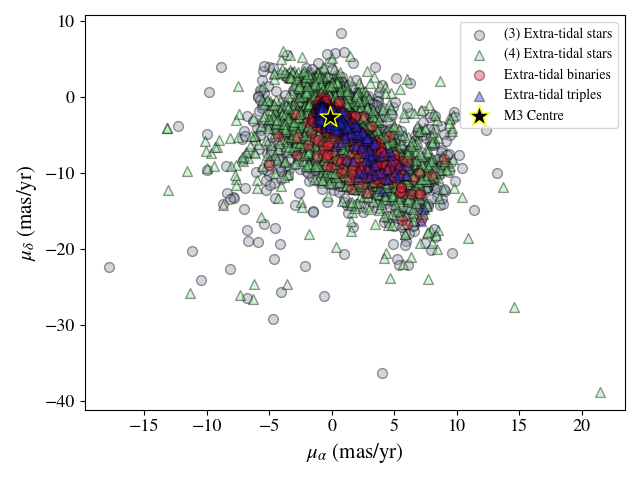 (3) Extra-tidal stars
(4) Extra-tidal stars
Extra-tidal binaries
Extra-tidal triples
M3 Centre
10
0
−10
−20
−30
−40
μδ (mas/yr)
−15
−10
−5
0
5
10
15
20
μα (mas/yr)